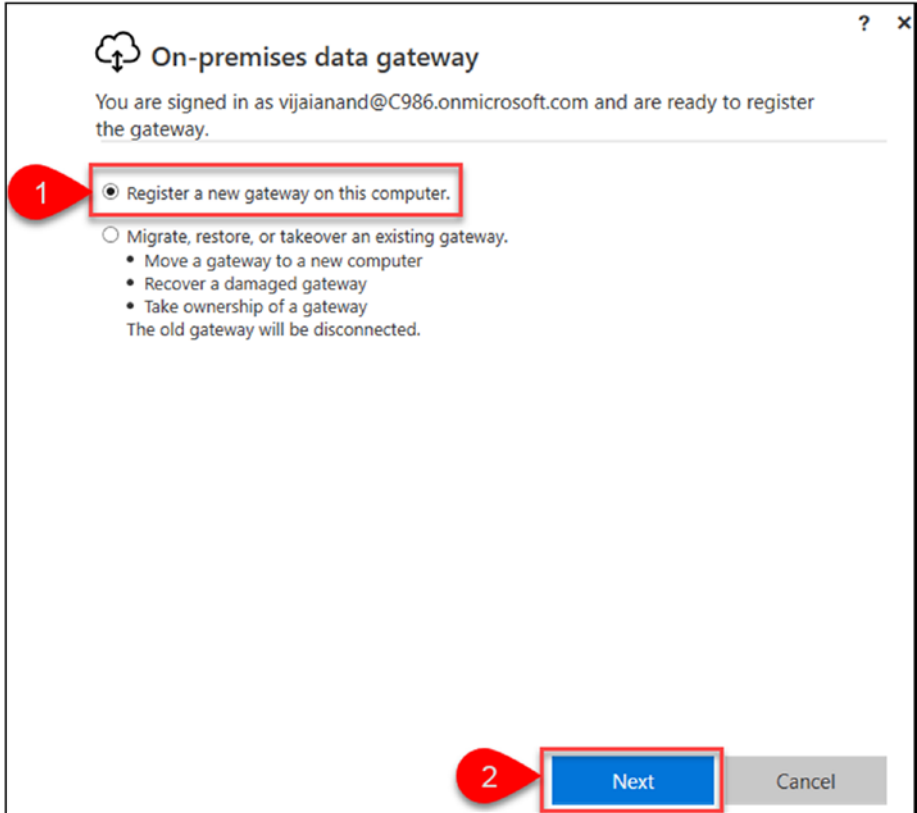 ? ×
On-premises data gateway
You are signed in as vijaianand@C986.onmicrosoft.com and are ready to register
the gateway.
1
Register a new gateway on this computer.
Migrate, restore, or takeover an existing gateway.
• Move a gateway to a new computer
• Recover a damaged gateway
• Take ownership of a gateway
The old gateway will be disconnected.
2
Next Cancel